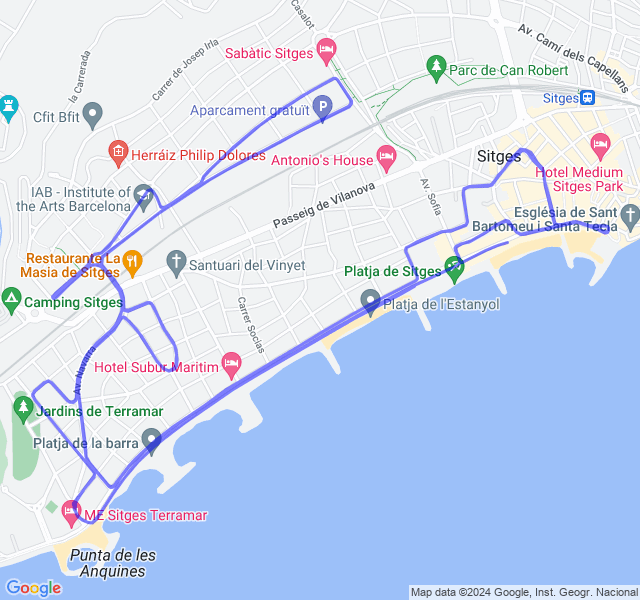 Casalot
Av. Camí dels Capellans
Carrer de Josep Irla
Sabàtic Sitges
la Carrerada
Parc de Can Robert
Aparcament gratuït
P
Sitges
Cfit Bfit
Herráiz Philip Dolores
Antonio's House
Sitges
Hotel Medium
Sitges Park
IAB - Institute of
the Arts Barcelona
Av. Sofia
Passeig de Vilanova
Església de Sant
Bartomeu I Santa Tecla
Restaurante La
Masia de Sitges
Santuari del Vinyet
Platja de Sitges
Camping Sitges
Platja de l'Estanyol
Carrer Socias
Av. Navarra
Hotel Subur Maritim
Jardins de Terramar
Platja de la barra
ME Sitges Terramar
Punta de les
Anquines
Google
Map data ©2024 Google, Inst. Geogr. Nacional